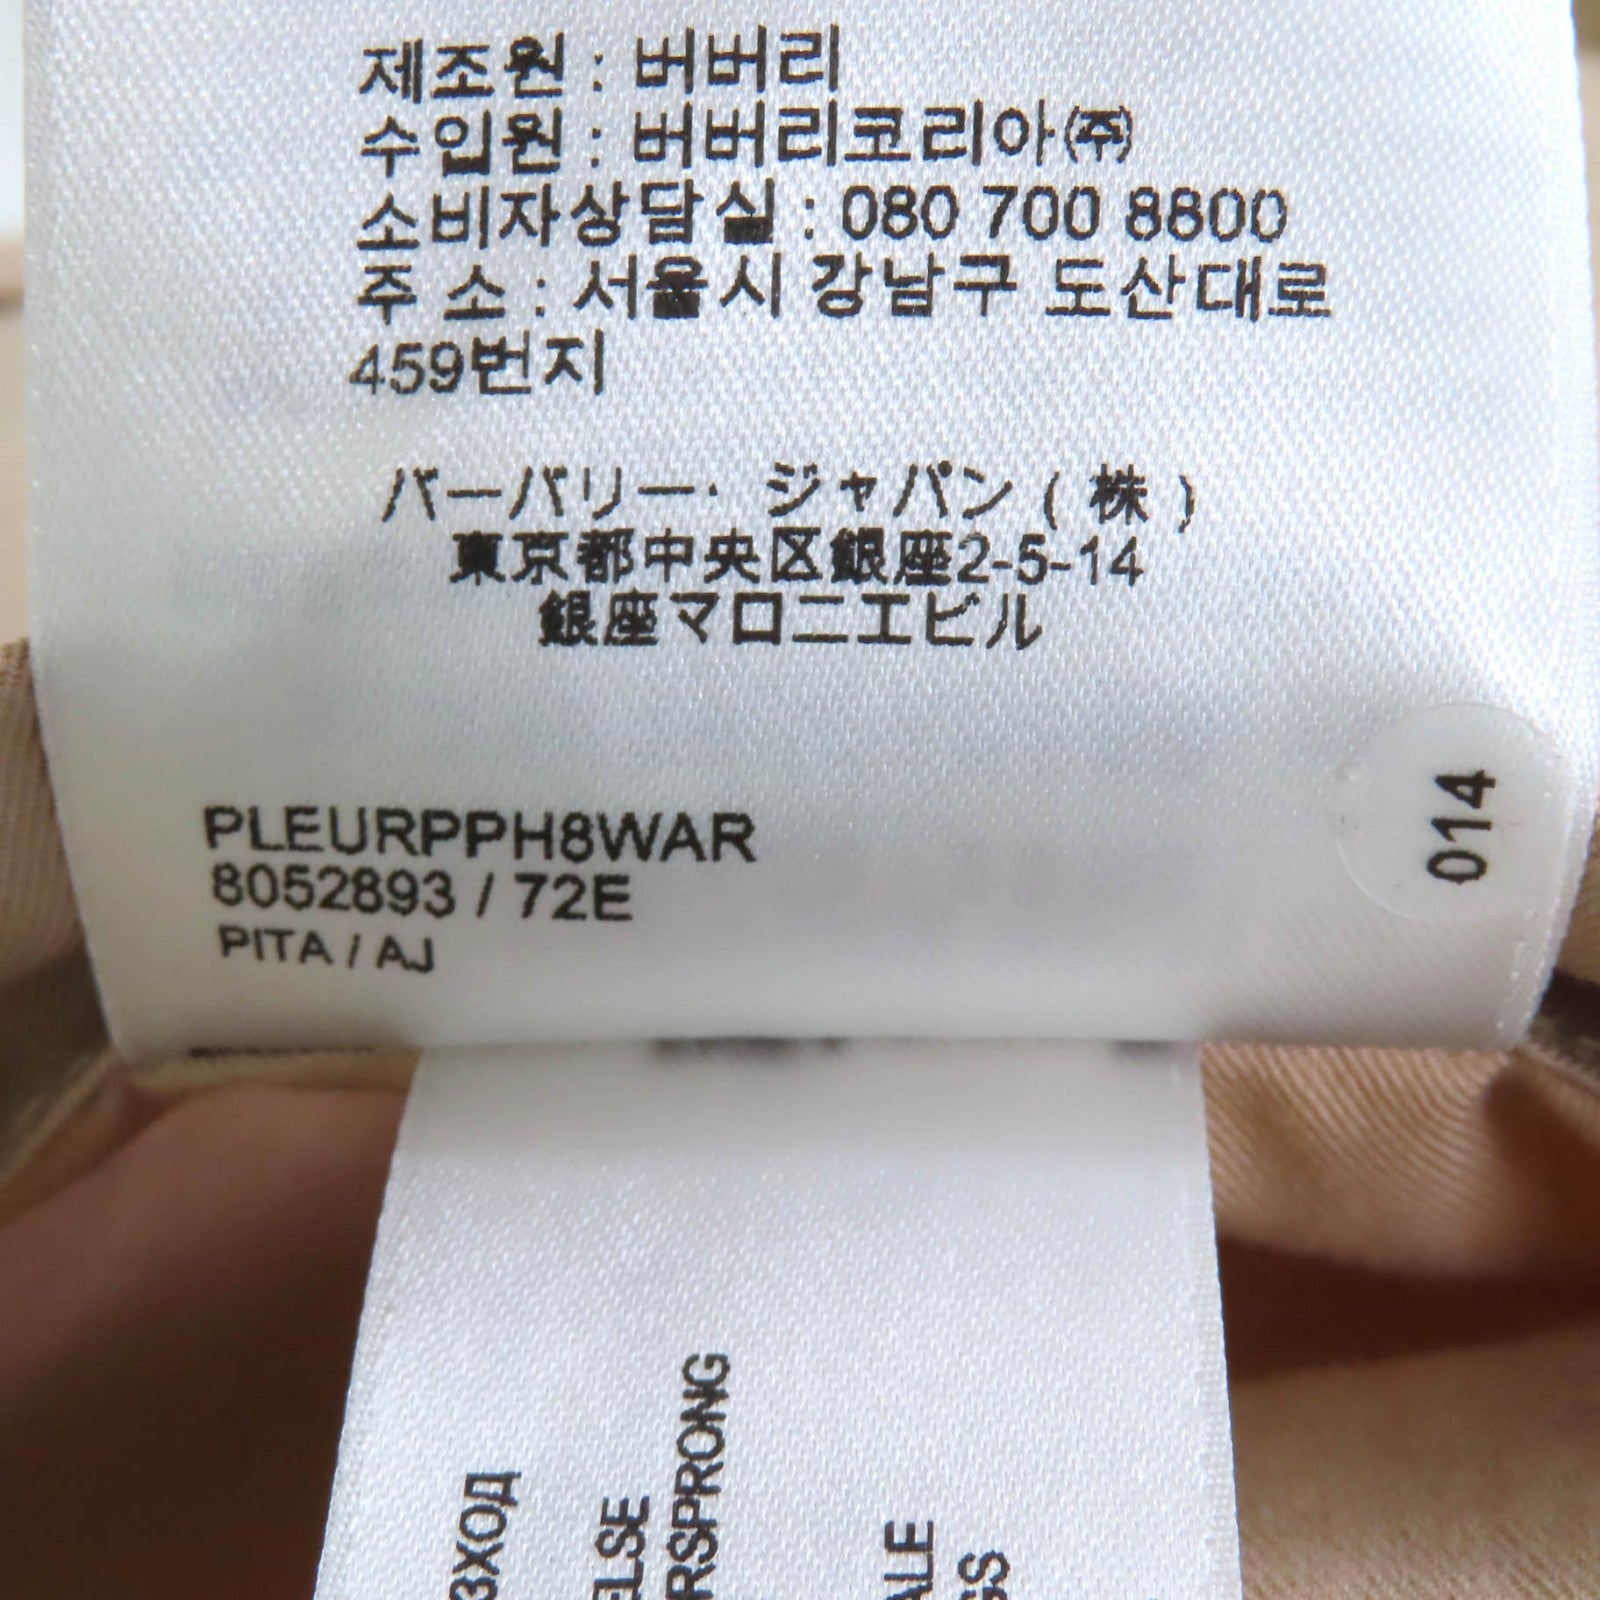 제조원 : 버버리
수입원 : 버버리코리아㈜
소비자상담실 : 080 700 8800
주 소 : 서울시 강남구 도산대로
459번지
バーバリー・ ジャパン ( 株 )
東京都中央区銀座2-5-14
銀座マロニエビル
014
PLEURPPH8WAR
8052893 / 72E
PITA / AJ